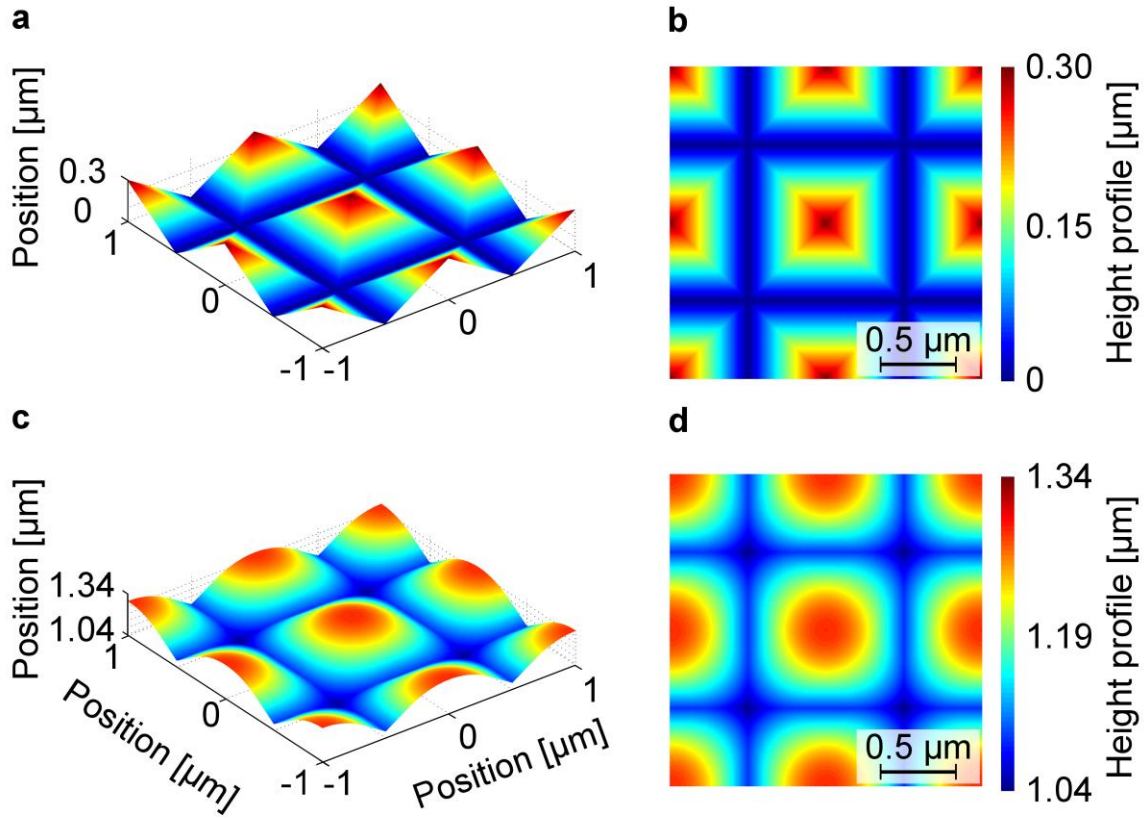 a
Position [µm]
0.3
0
1
0
-1
-1
0
1
b
0.5 µm
0.30
0.15
0
Height profile
c
Position [µm]
1.34
1.04
1
0
-1
Position [µm]
-1
0
1
Position [µm]
d
0.5 µm
1.34
1.19
1.04
Height profile [µm]